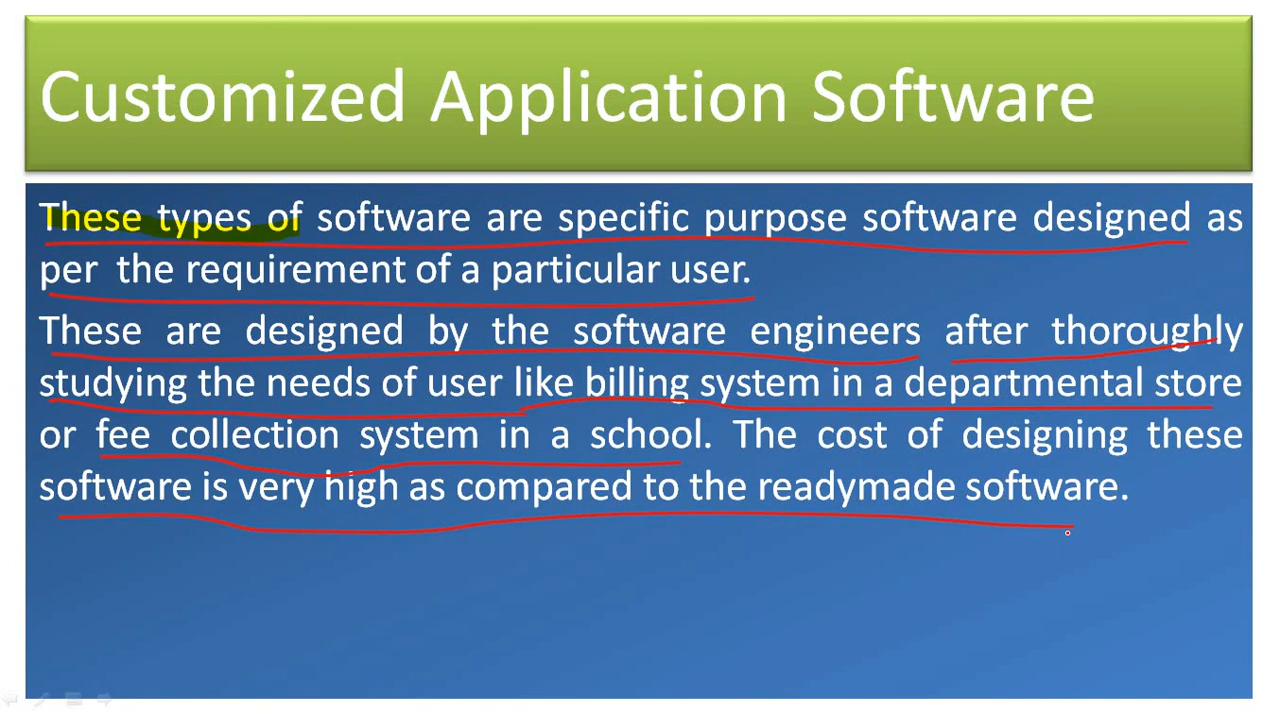 Customized Application Software
These types of software are specific purpose software designed as
per the requirement of a particular user.
These are designed by the software engineers after thoroughly
studying the needs of user like billing system in a departmental store
or fee collection system in a school. The cost of designing these
software is very high as compared to the readymade software.